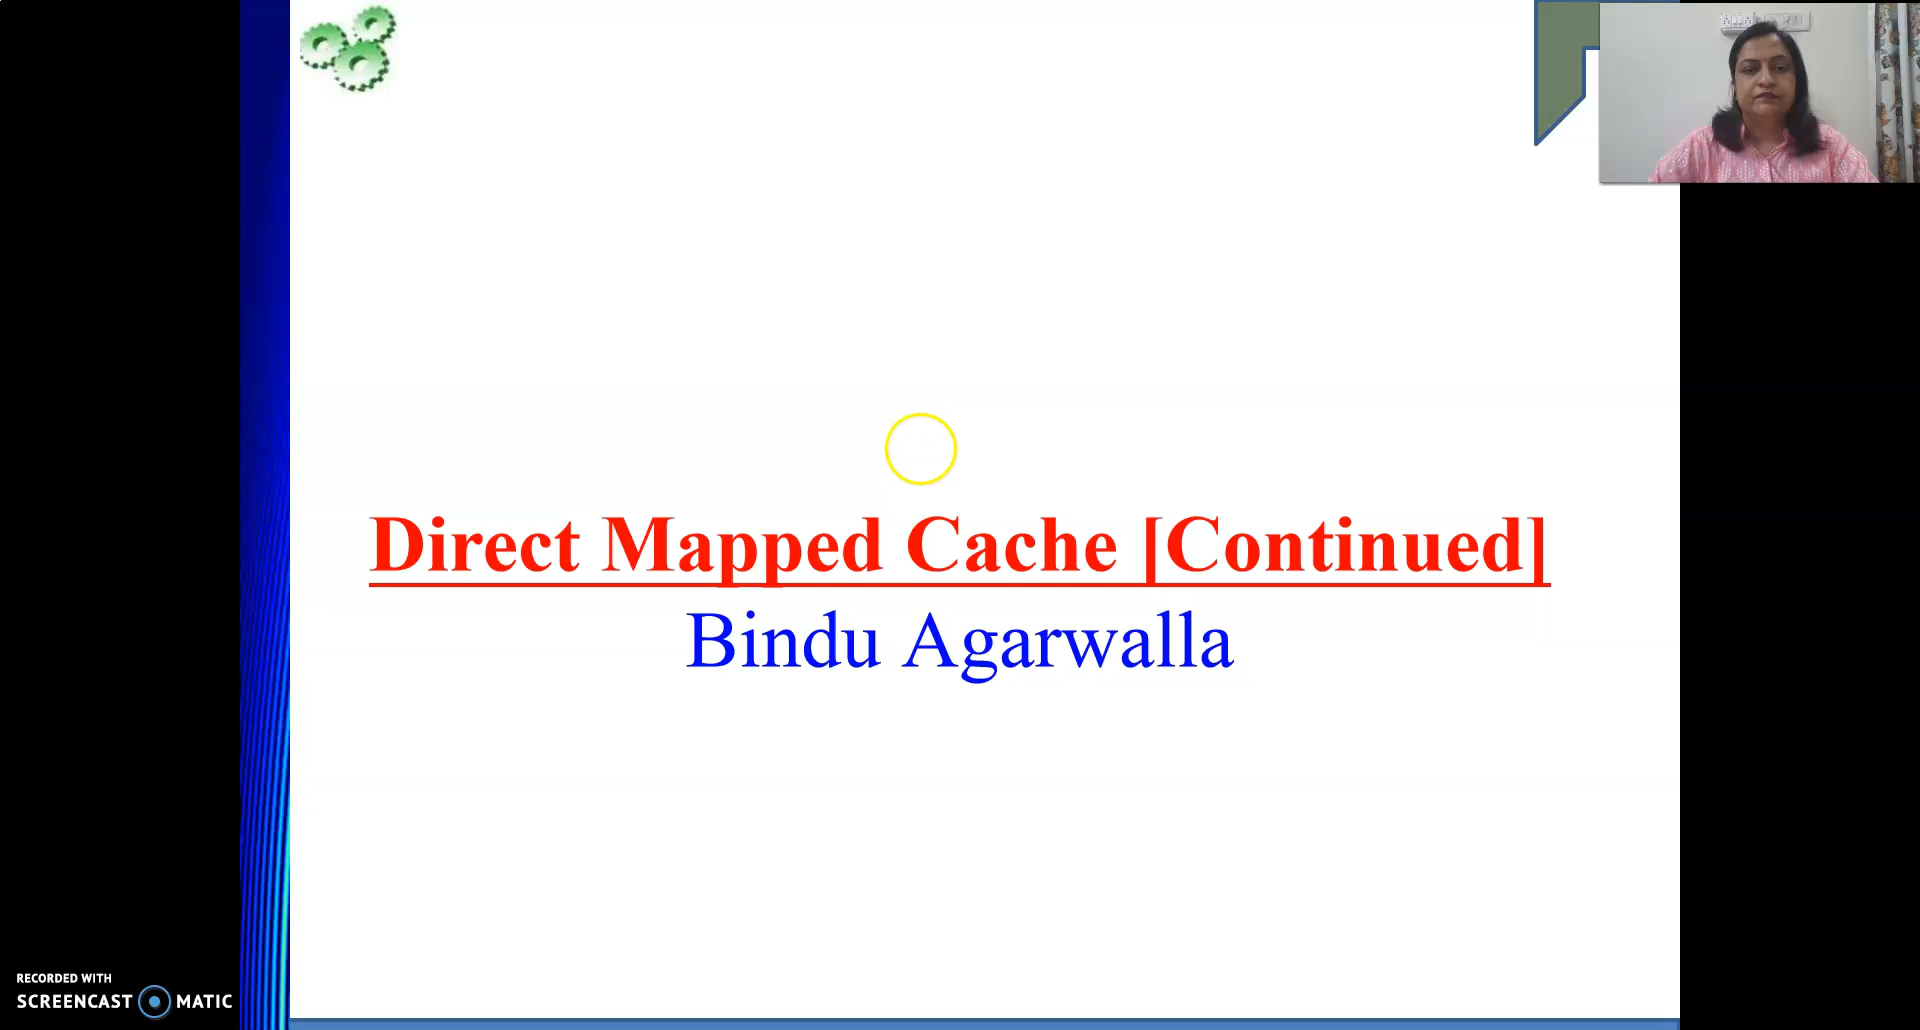 Direct Mapped Cache [Continued]
Bindu Agarwalla
RECORDED WITH
SCREENCAST MATIC